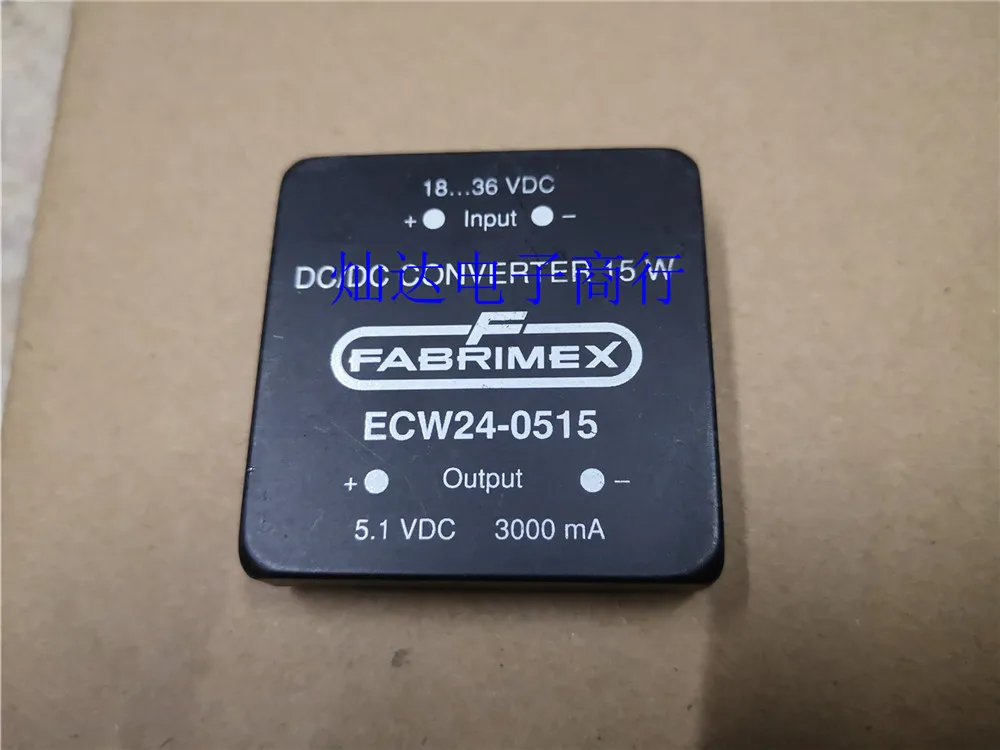 18...36 VDC
+ Input −
DC/DC CONVERTER 15 W
灿达电子商行
F
FABRIMEX
ECW24-0515
+ Output −
5.1 VDC 3000 mA